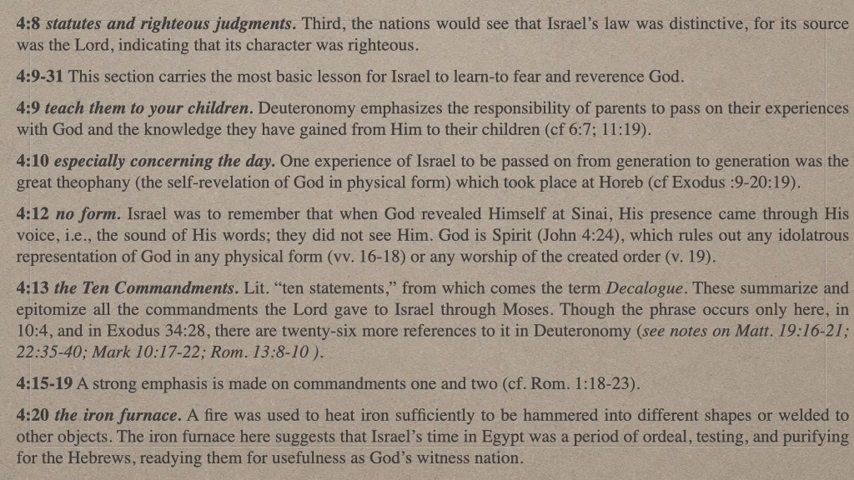 4:8 statutes and righteous judgments. Third, the nations would see that Israel's law was distinctive, for its source
was the Lord, indicating that its character was righteous.
4:9-31 This section carries the most basic lesson for Israel to learn-to fear and reverence God.
4:9 teach them to your children. Deuteronomy emphasizes the responsibility of parents to pass on their experiences
with God and the knowledge they have gained from Him to their children (cf 6:7; 11:19).
4:10 especially concerning the day. One experience of Israel to be passed on from generation to generation was the
great theophany (the self-revelation of God in physical form) which took place at Horeb (cf Exodus :9-20:19).
4:12 no form. Israel was to remember that when God revealed Himself at Sinai, His presence came through His
voice, i.e., the sound of His words; they did not see Him. God is Spirit (John 4:24), which rules out any idolatrous
representation of God in any physical form (vv. 16-18) or any worship of the created order (v. 19).
4:13 the Ten Commandments. Lit. “ten statements,” from which comes the term Decalogue. These summarize and
epitomize all the commandments the Lord gave to Israel through Moses. Though the phrase occurs only here, in
10:4, and in Exodus 34:28, there are twenty-six more references to it in Deuteronomy (see notes on Matt. 19:16-21;
22:35-40; Mark 10:17-22; Rom. 13:8-10 ).
4:15-19 A strong emphasis is made on commandments one and two (cf. Rom. 1:18-23).
4:20 the iron furnace. A fire was used to heat iron sufficiently to be hammered into different shapes or welded to
other objects. The iron furnace here suggests that Israel's time in Egypt was a period of ordeal, testing, and purifying
for the Hebrews, readying them for usefulness as God's witness nation.